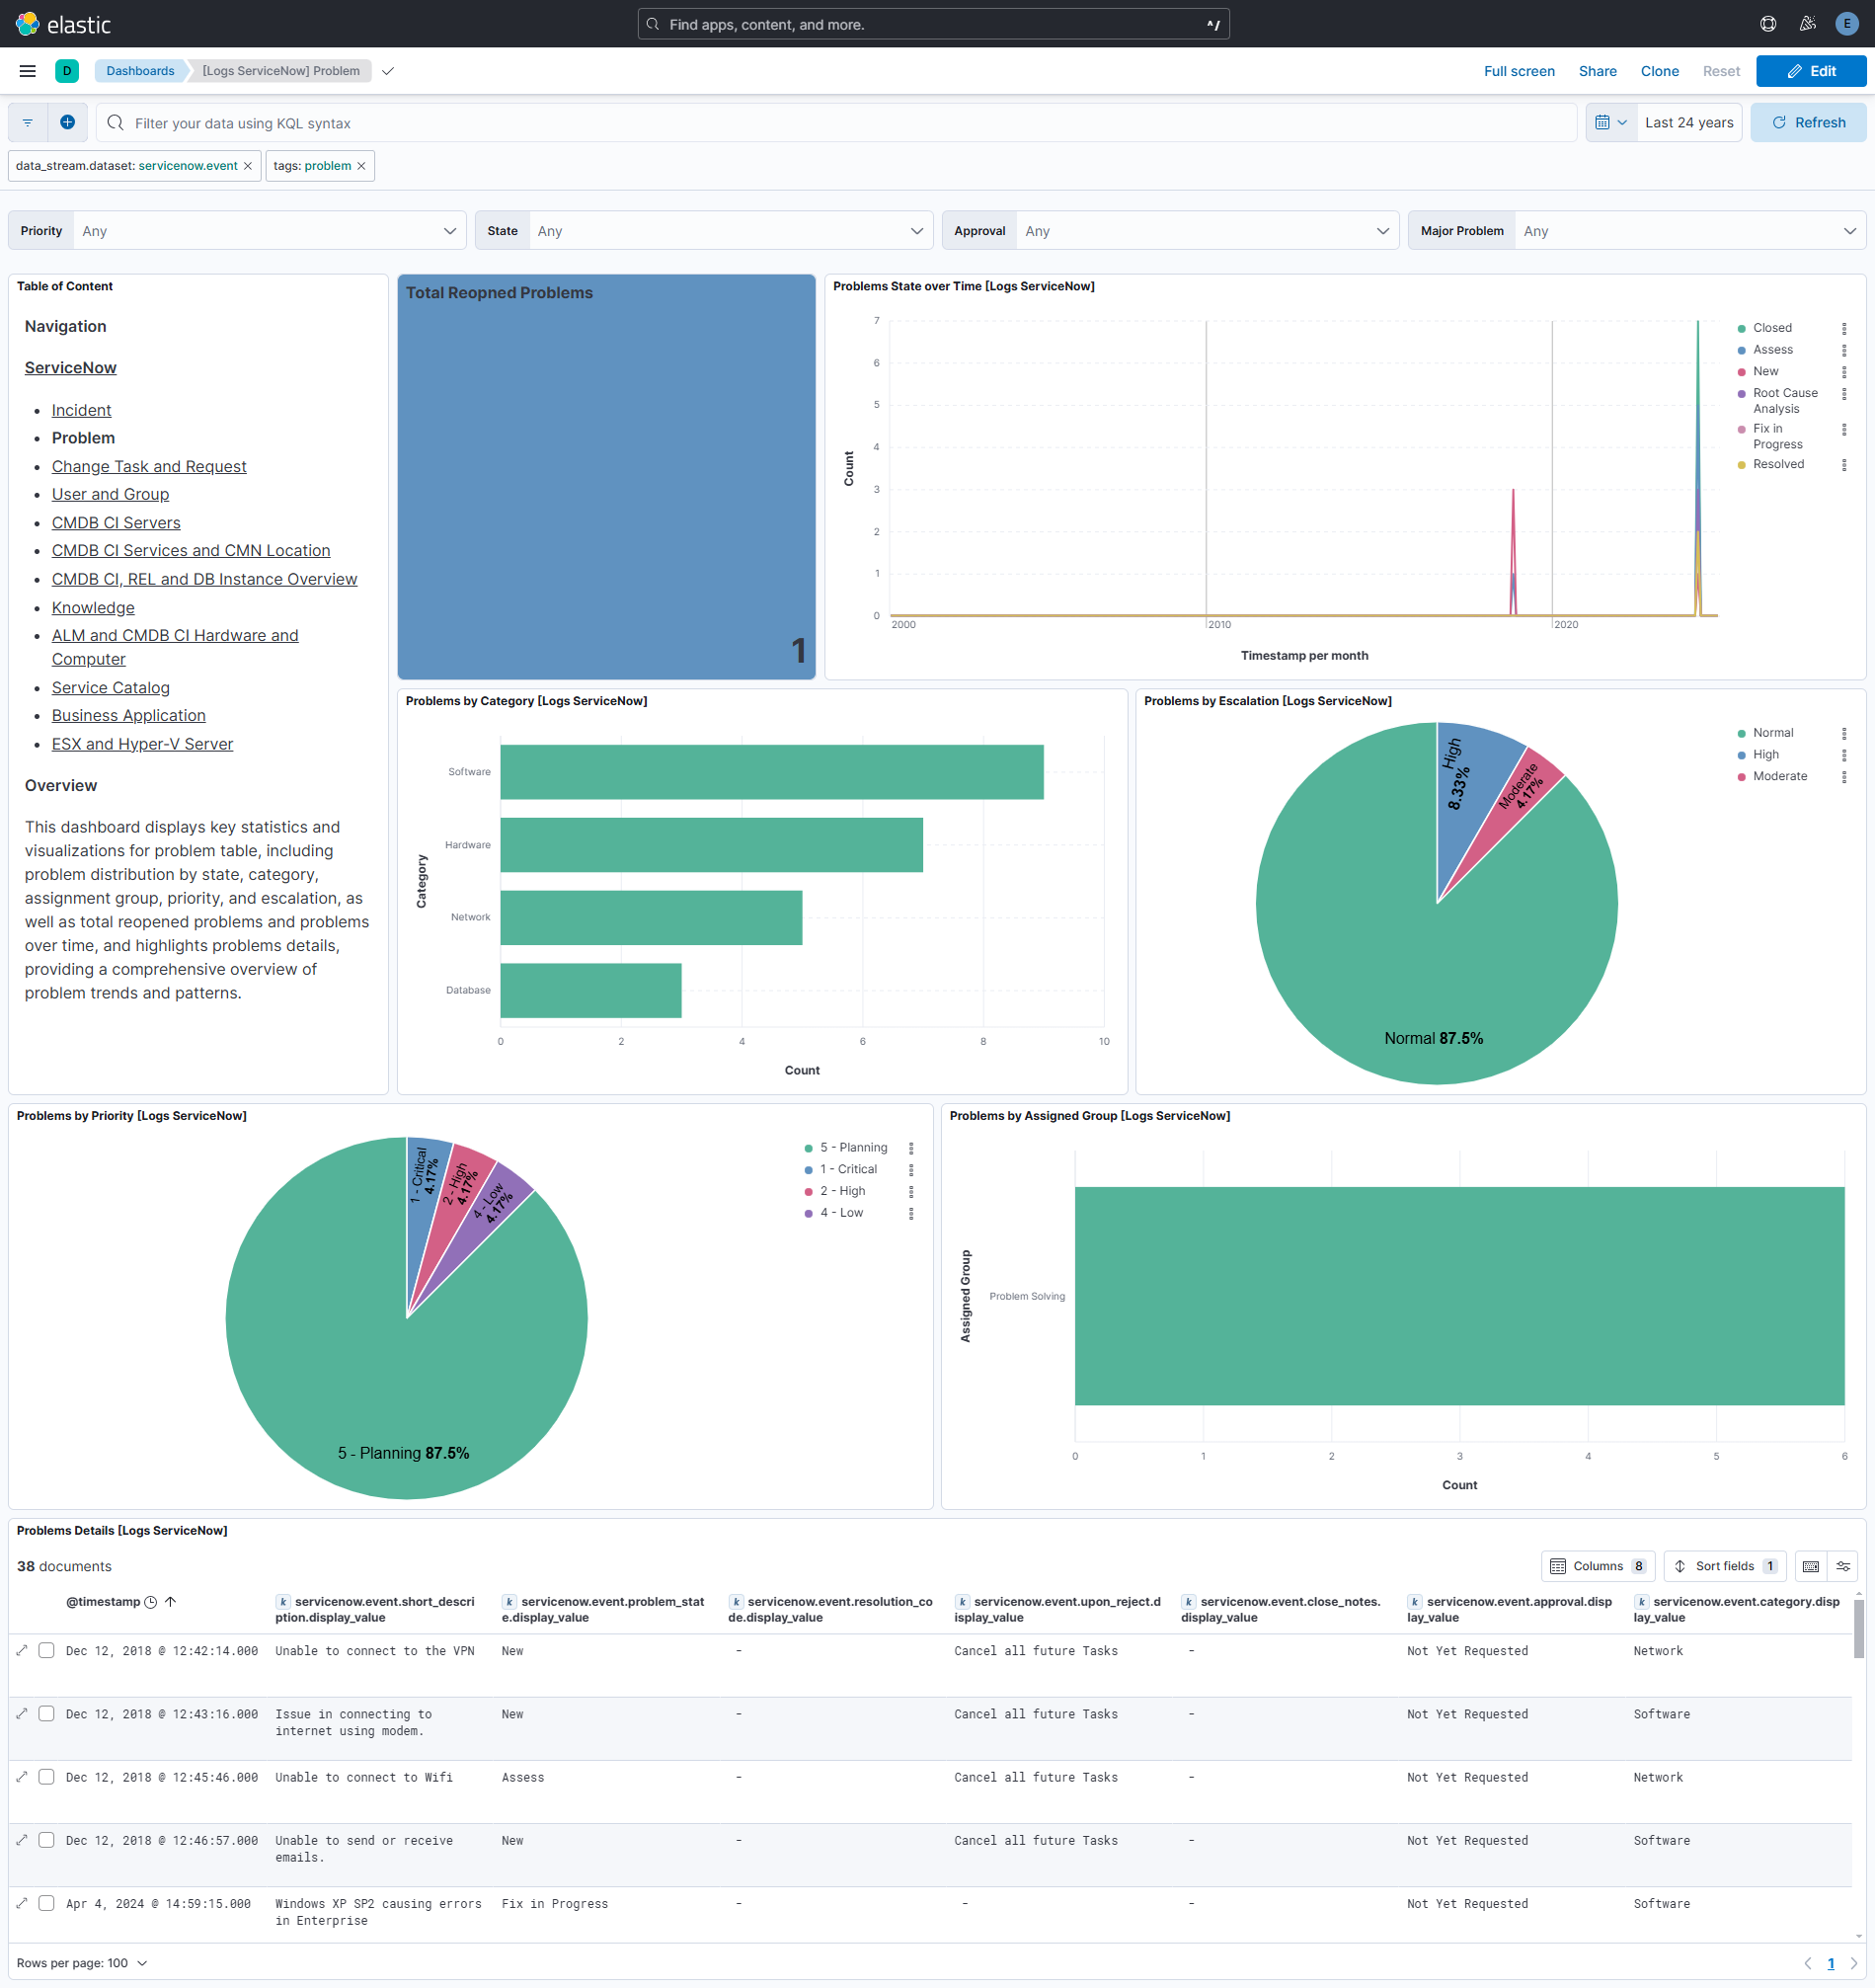 elastic
Find apps, content, and more.
^/
E
D
Dashboards
[Logs ServiceNow] Problem
Full screen
Share
Clone
Reset
Edit
Filter your data using KQL syntax
Last 24 years
Refresh
data_stream.dataset: servicenow.event
tags: problem
Priority
Any
State
Any
Approval
Any
Major Problem
Any
Table of Content
Navigation
ServiceNow
Incident
Problem
Change Task and Request
User and Group
CMDB CI Servers
CMDB CI Services and CMN Location
CMDB CI, REL and DB Instance Overview
Knowledge
ALM and CMDB CI Hardware and
Computer
Service Catalog
Business Application
ESX and Hyper-V Server
Overview
This dashboard displays key statistics and
visualizations for problem table, including
problem distribution by state, category,
assignment group, priority, and escalation, as
well as total reopened problems and problems
over time, and highlights problems details,
providing a comprehensive overview of
problem trends and patterns.
Total Reopned Problems
1
Problems State over Time [Logs ServiceNow]
Count
7
6
5
4
3
2
1
0
2000
2010
2020
Timestamp per month
Closed
Assess
New
Root Cause
Analysis
Fix in
Progress
Resolved
Problems by Category [Logs ServiceNow]
Category
Software
Hardware
Network
Database
0
2
4
6
8
10
Count
Problems by Escalation [Logs ServiceNow]
High
8.33%
Moderate
4.17%
Normal 87.5%
Normal
High
Moderate
Problems by Priority [Logs ServiceNow]
1 - Critical
4.17%
2 - High
4.17%
4 - Low
4.17%
5 - Planning 87.5%
5 - Planning
1 - Critical
2 - High
4 - Low
Problems by Assigned Group [Logs ServiceNow]
Assigned Group
Problem Solving
0
1
2
3
4
5
6
Count
Problems Details [Logs ServiceNow]
38 documents
Columns 8
Sort fields 1
@timestamp
k servicenow.event.short_descri
ption.display_value
k servicenow.event.problem_stat
e.display_value
k servicenow.event.resolution_co
de.display_value
k servicenow.event.upon_reject.d
isplay_value
k servicenow.event.close_notes.
display_value
k servicenow.event.approval.disp
lay_value
k servicenow.event.category.disp
lay_value
Dec 12, 2018 @ 12:42:14.000 Unable to connect to the VPN New - Cancel all future Tasks - Not Yet Requested Network
Dec 12, 2018 @ 12:43:16.000 Issue in connecting to New - Cancel all future Tasks - Not Yet Requested Software
internet using modem.
Dec 12, 2018 @ 12:45:46.000 Unable to connect to Wifi Assess - Cancel all future Tasks - Not Yet Requested Network
Dec 12, 2018 @ 12:46:57.000 Unable to send or receive New - Cancel all future Tasks - Not Yet Requested Software
emails.
Apr 4, 2024 @ 14:59:15.000 Windows XP SP2 causing errors Fix in Progress - - - Not Yet Requested Software
in Enterprise
Rows per page: 100
1